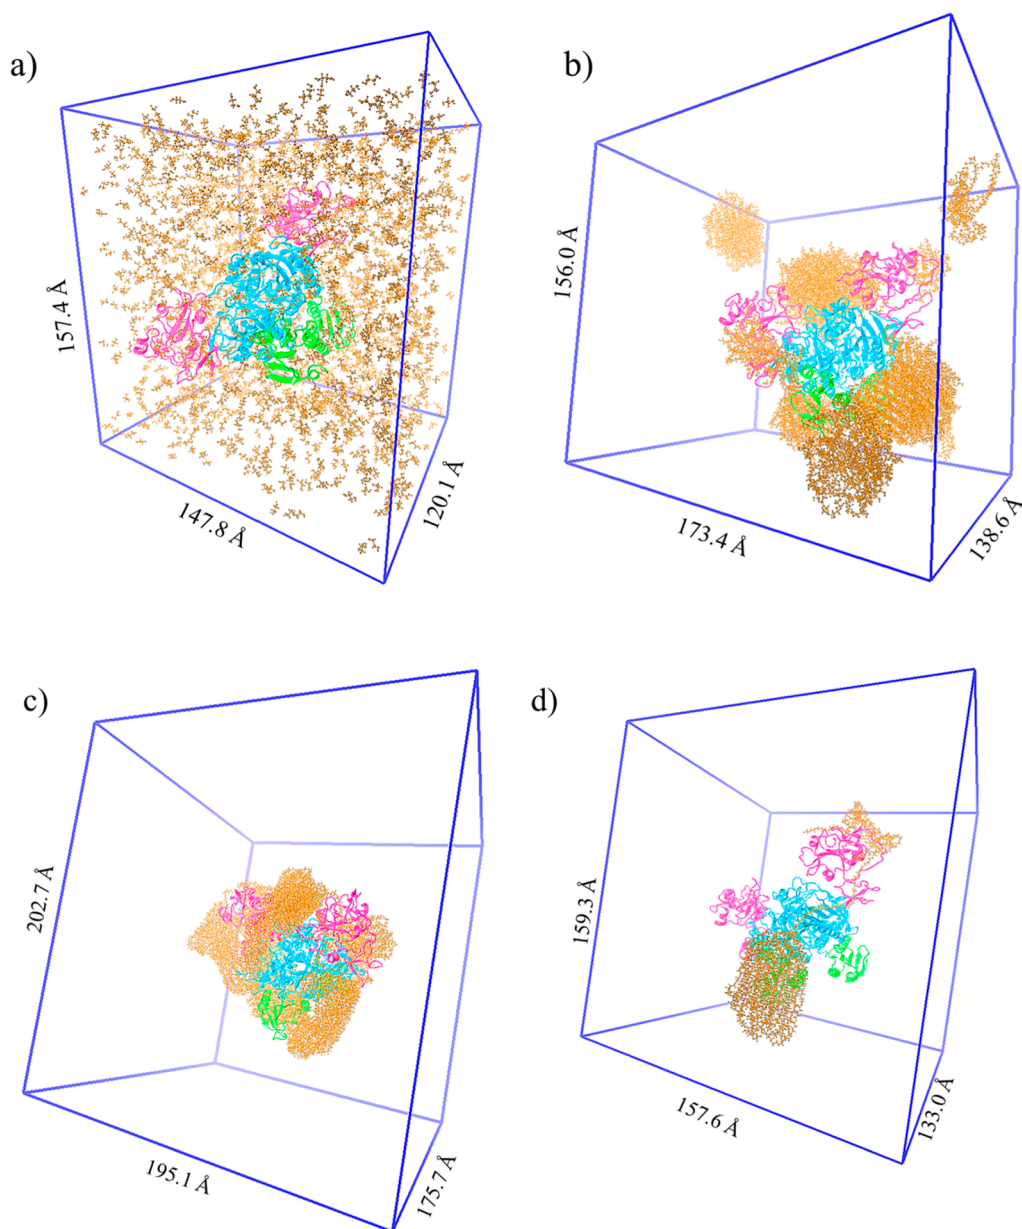 a)
157.4 Å
147.8 Å
120.1 Å
b)
156.0 Å
173.4 Å
138.6 Å
c)
202.7 Å
195.1 Å
175.7 Å
d)
159.3 Å
157.6 Å
133.0 Å